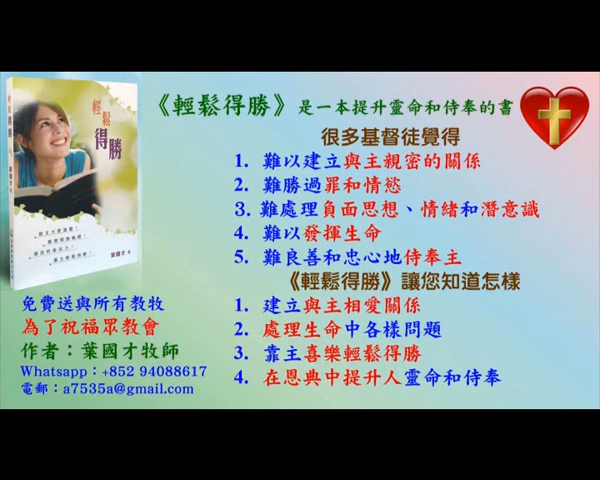 《輕鬆得勝》是一本提升靈命和侍奉的書
很多基督徒覺得
1. 難以建立與主親密的關係
2. 難勝過罪和情慾
3. 難處理負面思想、情緒和潛意識
4. 難以發揮生命
5. 難良善和忠心地侍奉主
《輕鬆得勝》讓您知道怎樣
1. 建立與主相愛關係
2. 處理生命中各樣問題
3. 靠主喜樂輕鬆得勝
4. 在恩典中提升人靈命和侍奉
輕鬆
得勝
葉國才 著
輕鬆得勝
免費送與所有教牧
為了祝福眾教會
作者：葉國才牧師
Whatsapp：+852 94088617
電郵：a7535a@gmail.com